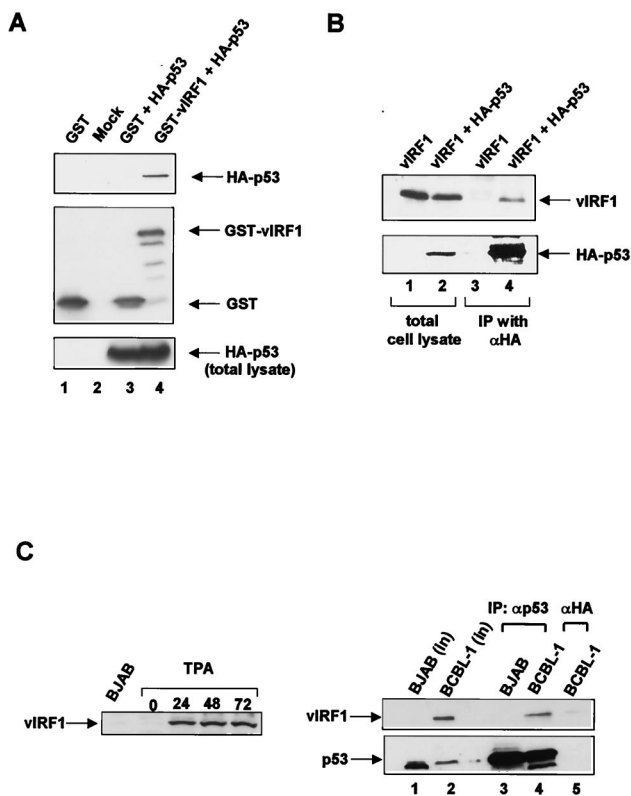 A
GST
Mock
GST + HA-p53
GST-vIRF1 + HA-p53
HA-p53
GST-vIRF1
GST
HA-p53
(total lysate)
1 2 3 4
B
vIRF1
vIRF1 + HA-p53
vIRF1
vIRF1 + HA-p53
vIRF1
HA-p53
1 2 3 4
total
cell lysate
IP with
αHA
C
BJAB
TPA
0 24 48 72
vIRF1
IP: αp53 αHA
BJAB (In)
BCBL-1 (In)
BJAB
BCBL-1
BCBL-1
vIRF1
p53
1 2 3 4 5